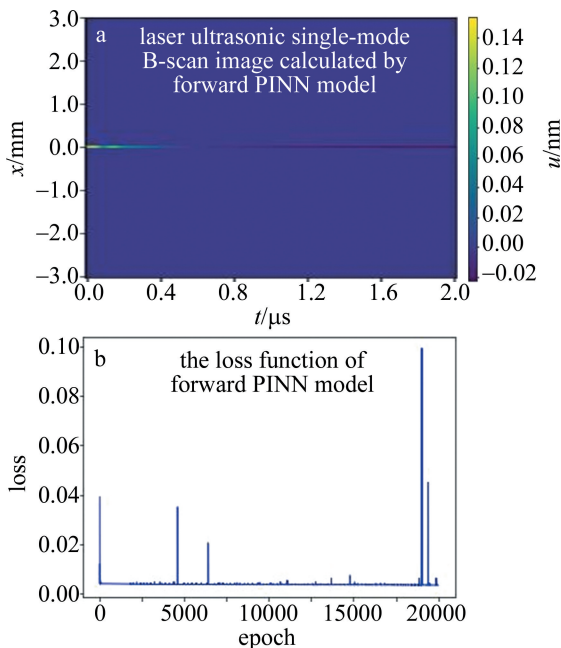 a
laser ultrasonic single-mode
B-scan image calculated by
forward PINN model
3.0
2.0
1.0
0.0
−1.0
−2.0
−3.0
x/mm
0.0 0.4 0.8 1.2 1.6 2.0
t/μs
0.14
0.12
0.10
0.08
0.06
0.04
0.02
0.00
−0.02
u/nm
b
the loss function of
forward PINN model
0.10
0.08
0.06
0.04
0.02
0.00
loss
0 5000 10000 15000 20000
epoch